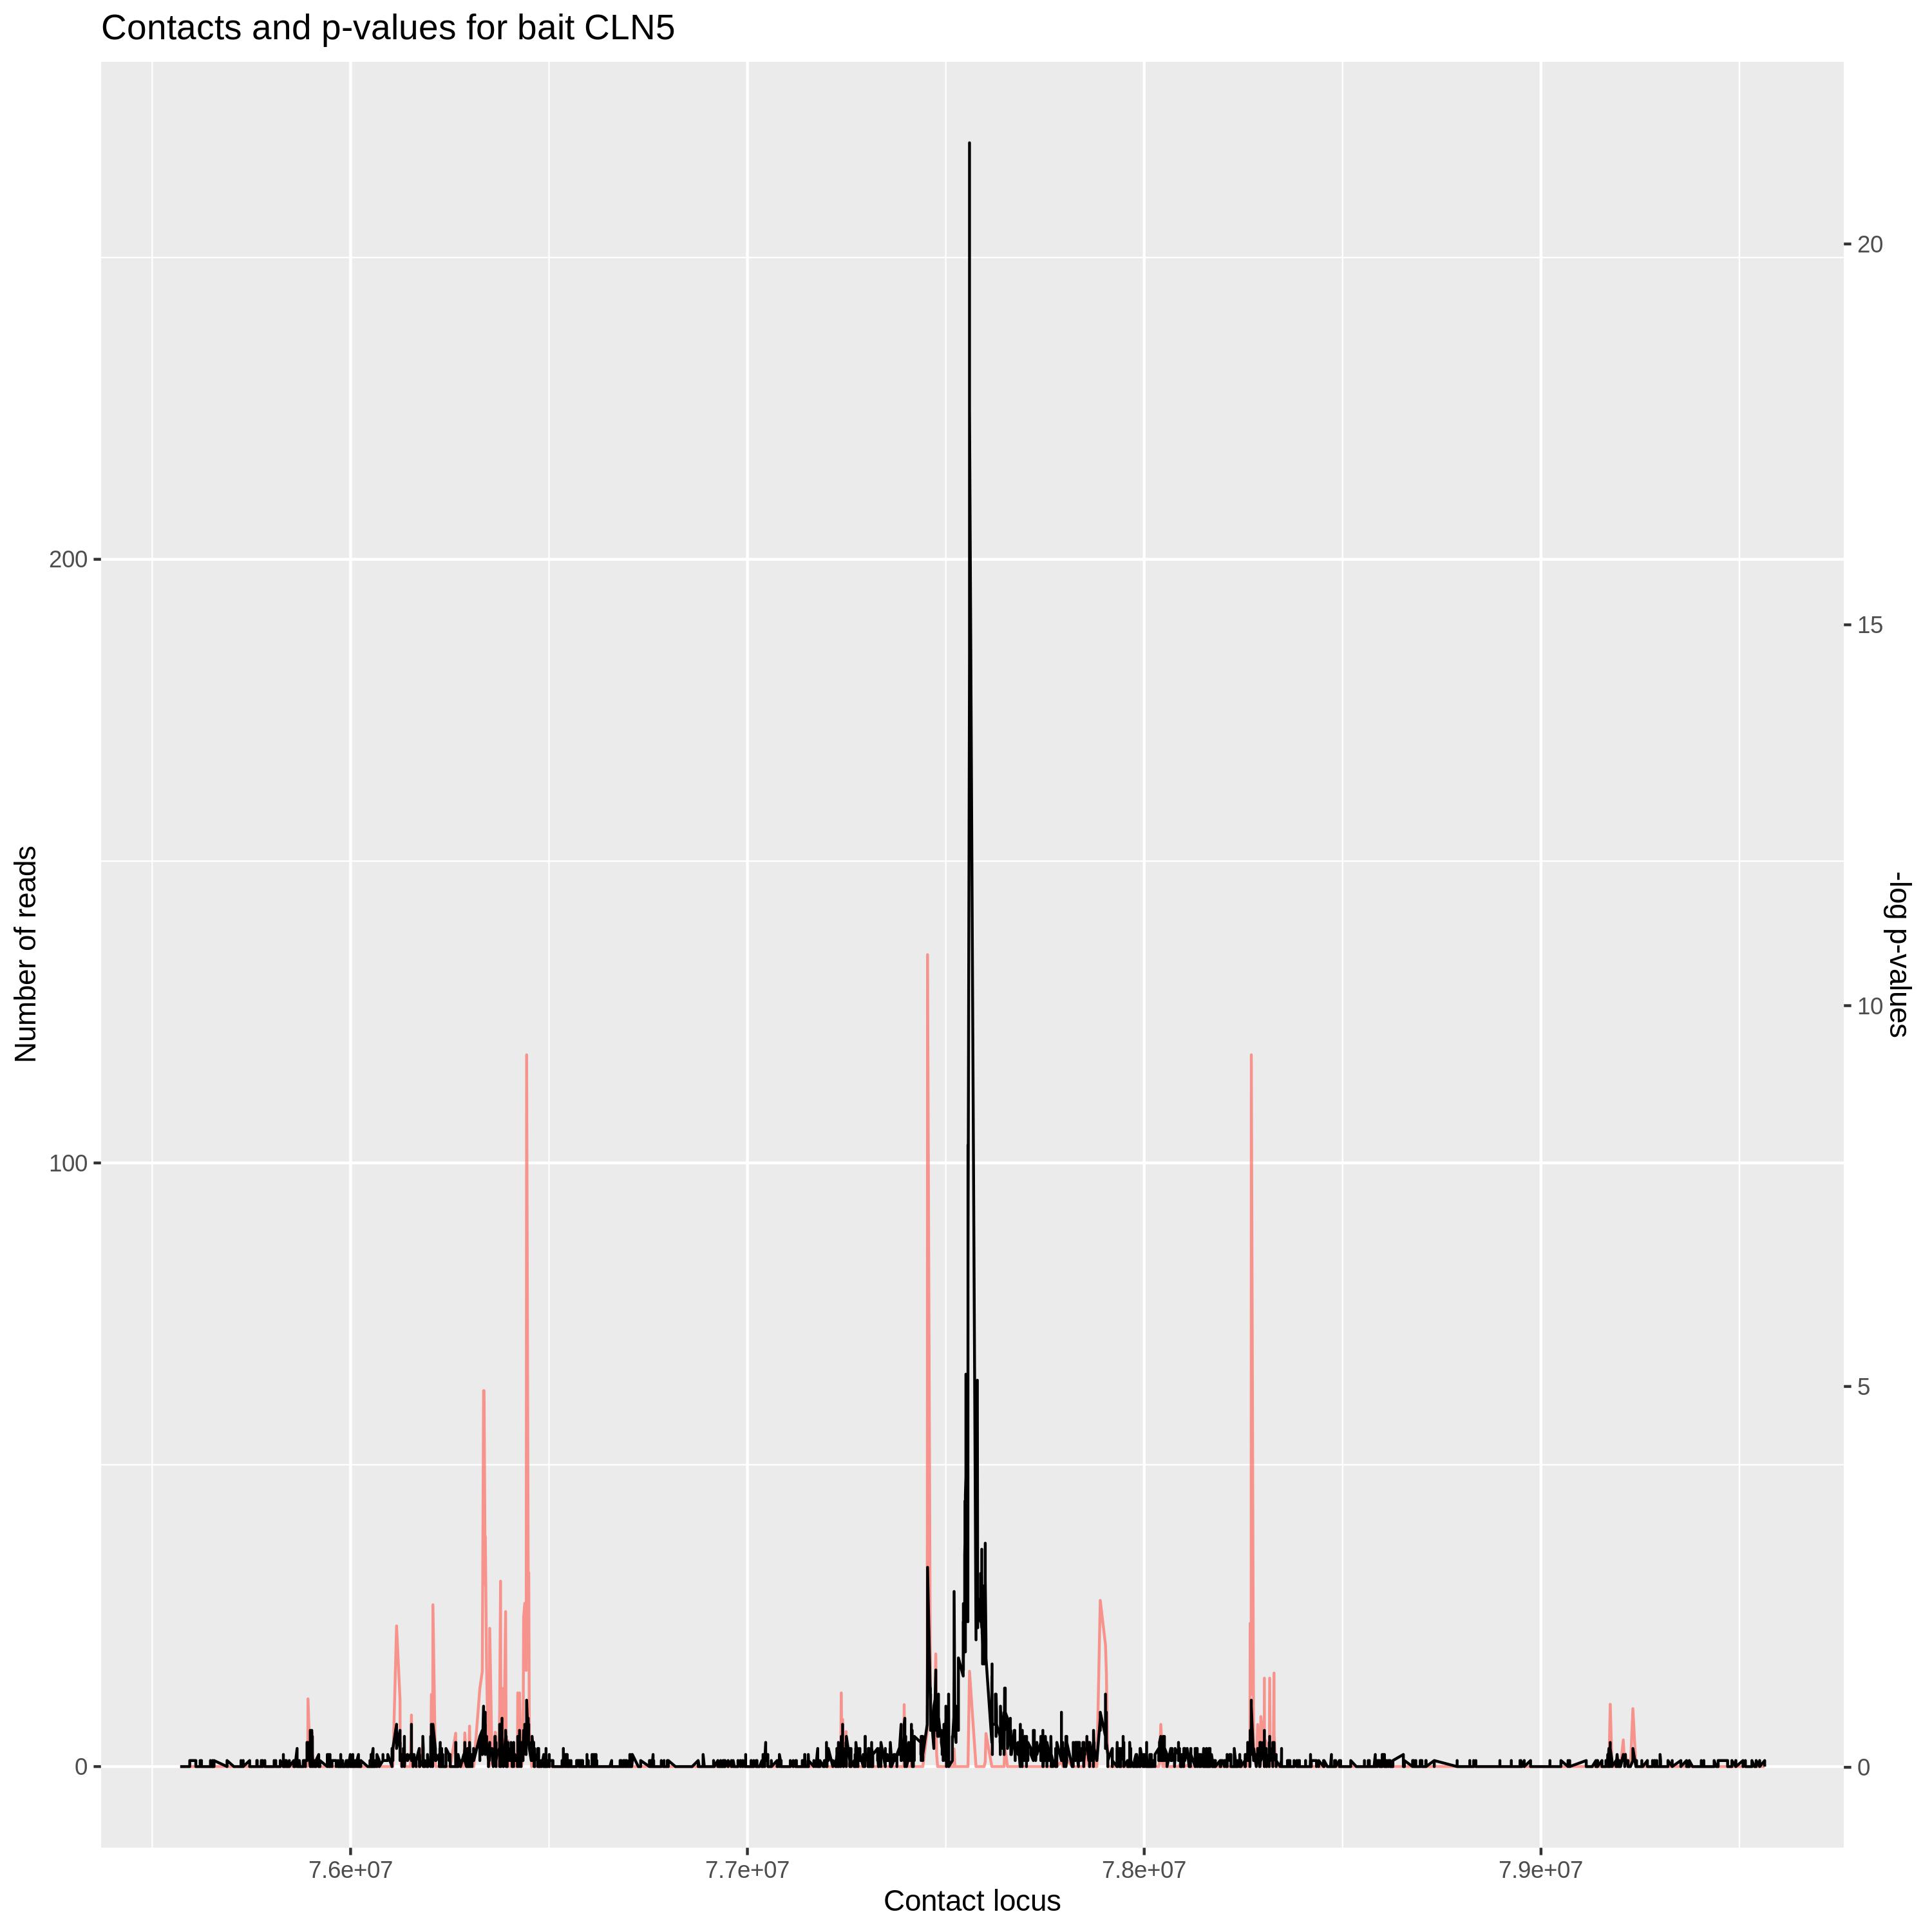 Contacts and p-values for bait CLN5
Number of reads
200
100
0
20
15
10
5
0
-log p-values
7.6e+07
7.7e+07
7.8e+07
7.9e+07
Contact locus